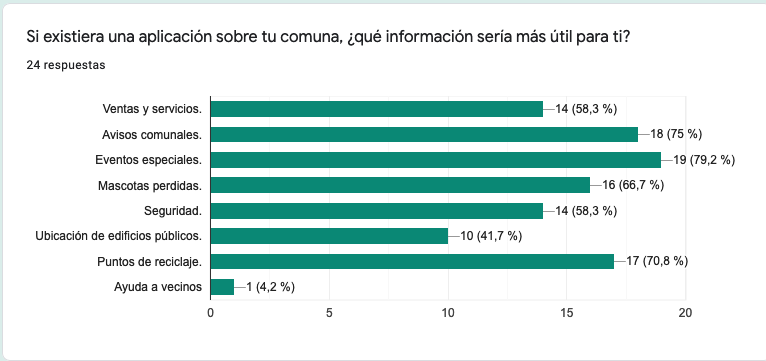 Si existiera una aplicación sobre tu comuna, ¿qué información sería más útil para ti?
24 respuestas
Ventas y servicios. 14 (58,3 %)
Avisos comunales. 18 (75 %)
Eventos especiales. 19 (79,2 %)
Mascotas perdidas. 16 (66,7 %)
Seguridad. 14 (58,3 %)
Ubicación de edificios públicos. 10 (41,7 %)
Puntos de reciclaje. 17 (70,8 %)
Ayuda a vecinos 1 (4,2 %)
0 5 10 15 20